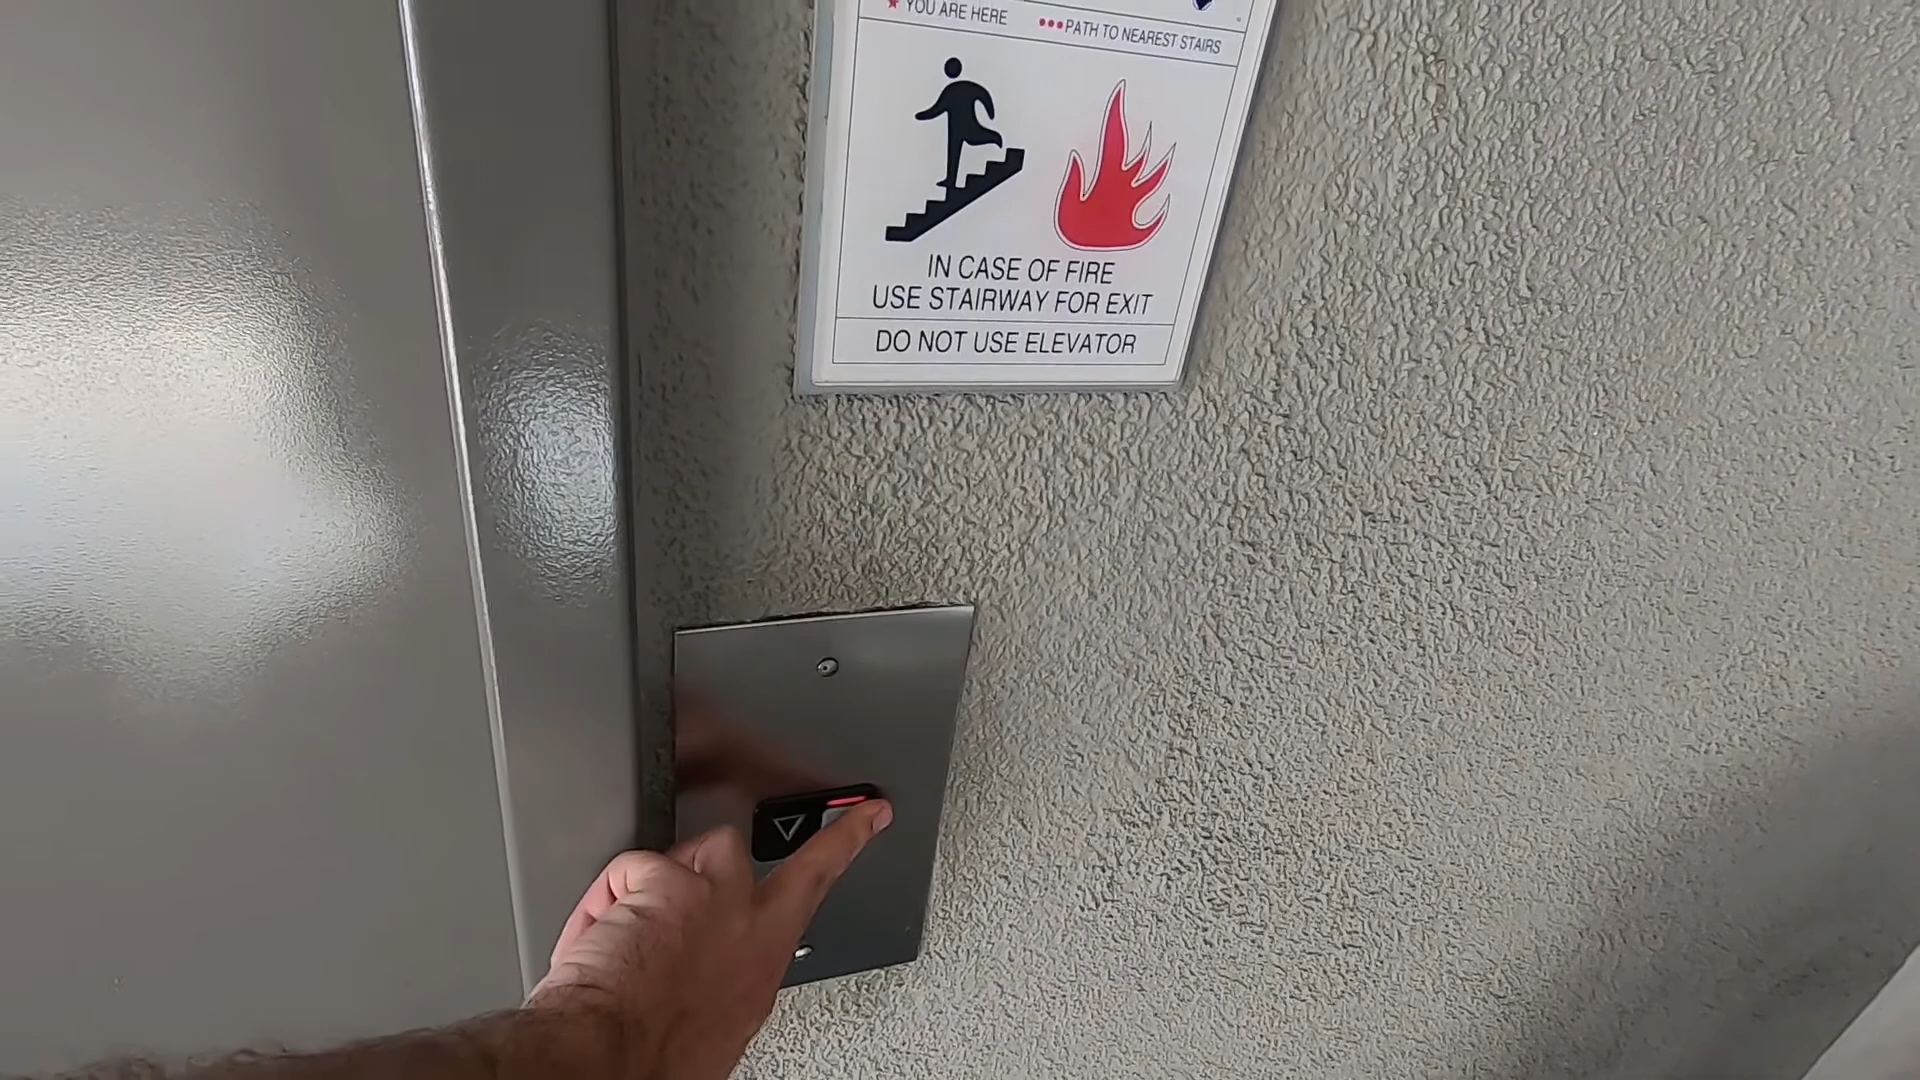 YOU ARE HERE
PATH TO NEAREST STAIRS
IN CASE OF FIRE
USE STAIRWAY FOR EXIT
DO NOT USE ELEVATOR